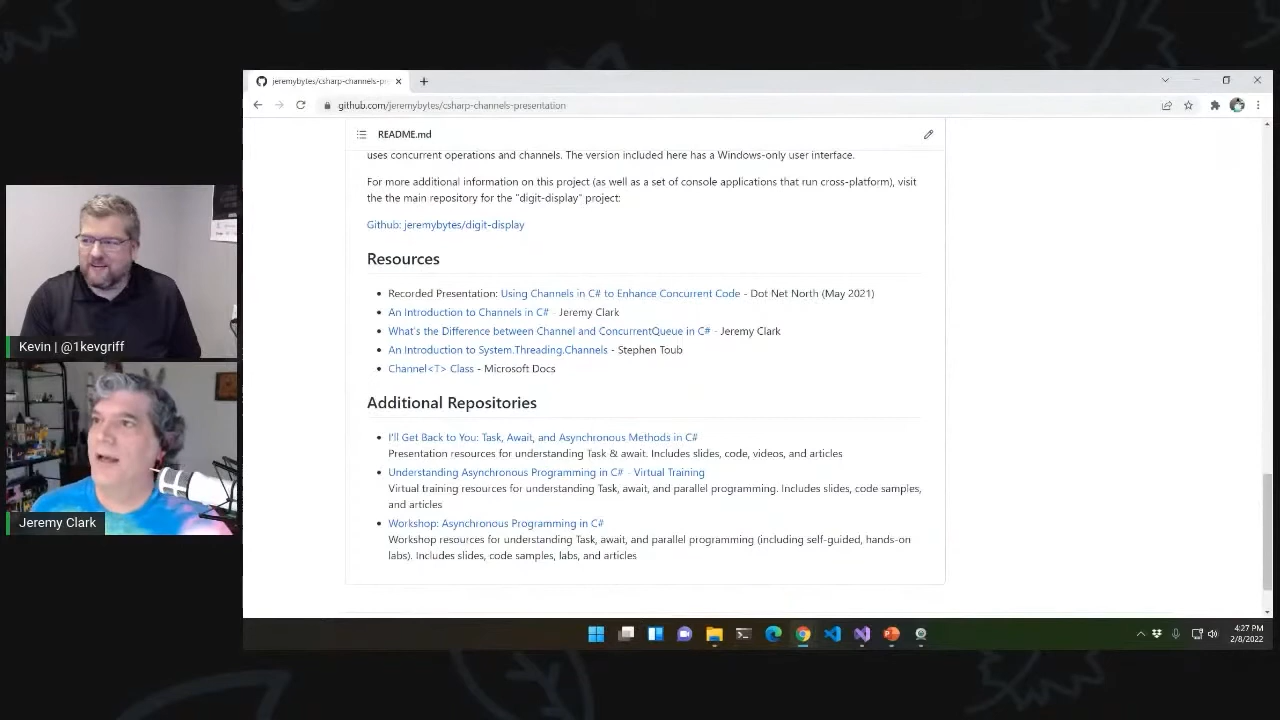 jeremybytes/csharp-channels-pr
github.com/jeremybytes/csharp-channels-presentation
README.md
uses concurrent operations and channels. The version included here has a Windows-only user interface.
For more additional information on this project (as well as a set of console applications that run cross-platform), visit
the the main repository for the "digit-display" project:
Github: jeremybytes/digit-display
Resources
Recorded Presentation: Using Channels in C# to Enhance Concurrent Code - Dot Net North (May 2021)
An Introduction to Channels in C# - Jeremy Clark
What's the Difference between Channel and ConcurrentQueue in C# - Jeremy Clark
An Introduction to System.Threading.Channels - Stephen Toub
Channel<T> Class - Microsoft Docs
Additional Repositories
I'll Get Back to You: Task, Await, and Asynchronous Methods in C#
Presentation resources for understanding Task & await. Includes slides, code, videos, and articles
Understanding Asynchronous Programming in C# - Virtual Training
Virtual training resources for understanding Task, await, and parallel programming. Includes slides, code samples,
and articles
Workshop: Asynchronous Programming in C#
Workshop resources for understanding Task, await, and parallel programming (including self-guided, hands-on
labs). Includes slides, code samples, labs, and articles
Kevin | @1kevgriff
Jeremy Clark
4:27 PM
2/8/2022